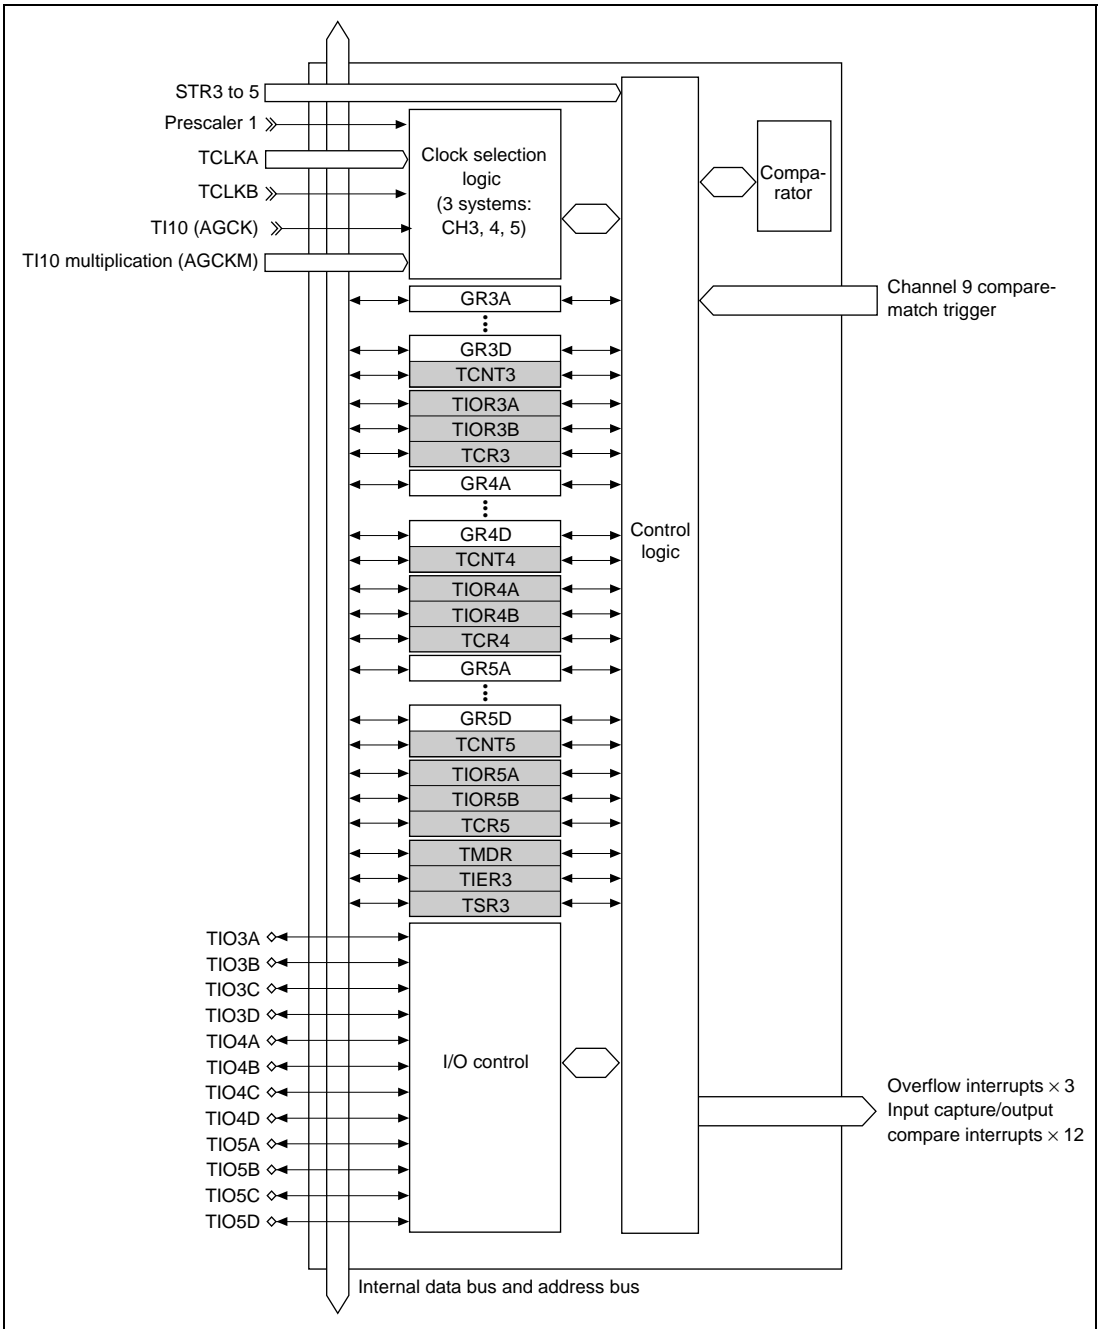 STR3 to 5
Prescaler 1
TCLKA
TCLKB
TI10 (AGCK)
TI10 multiplication (AGCKM)
Clock selection
logic
(3 systems:
CH3, 4, 5)
Compa-
rator
Channel 9 compare-
match trigger
GR3A
GR3D
TCNT3
TIOR3A
TIOR3B
TCR3
GR4A
GR4D
TCNT4
TIOR4A
TIOR4B
TCR4
GR5A
GR5D
TCNT5
TIOR5A
TIOR5B
TCR5
TMDR
TIER3
TSR3
Control
logic
TIO3A
TIO3B
TIO3C
TIO3D
TIO4A
TIO4B
TIO4C
TIO4D
TIO5A
TIO5B
TIO5C
TIO5D
I/O control
Overflow interrupts × 3
Input capture/output
compare interrupts × 12
Internal data bus and address bus